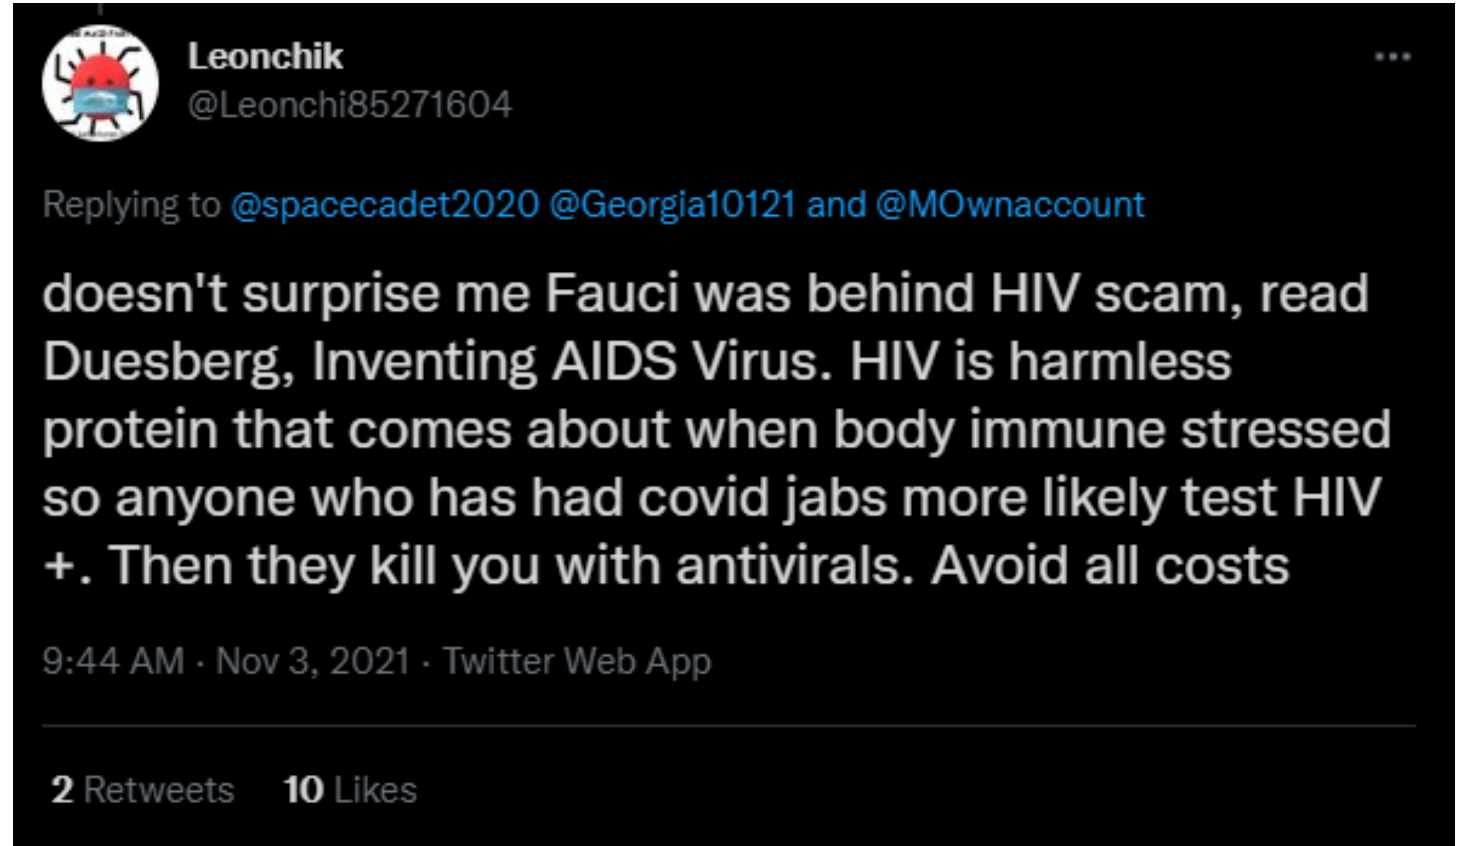 Leonchik
@Leonchi85271604
Replying to @spacecadet2020 @Georgia10121 and @MOwnaccount
doesn't surprise me Fauci was behind HIV scam, read
Duesberg, Inventing AIDS Virus. HIV is harmless
protein that comes about when body immune stressed
so anyone who has had covid jabs more likely test HIV
+. Then they kill you with antivirals. Avoid all costs
9:44 AM · Nov 3, 2021 · Twitter Web App
2 Retweets 10 Likes